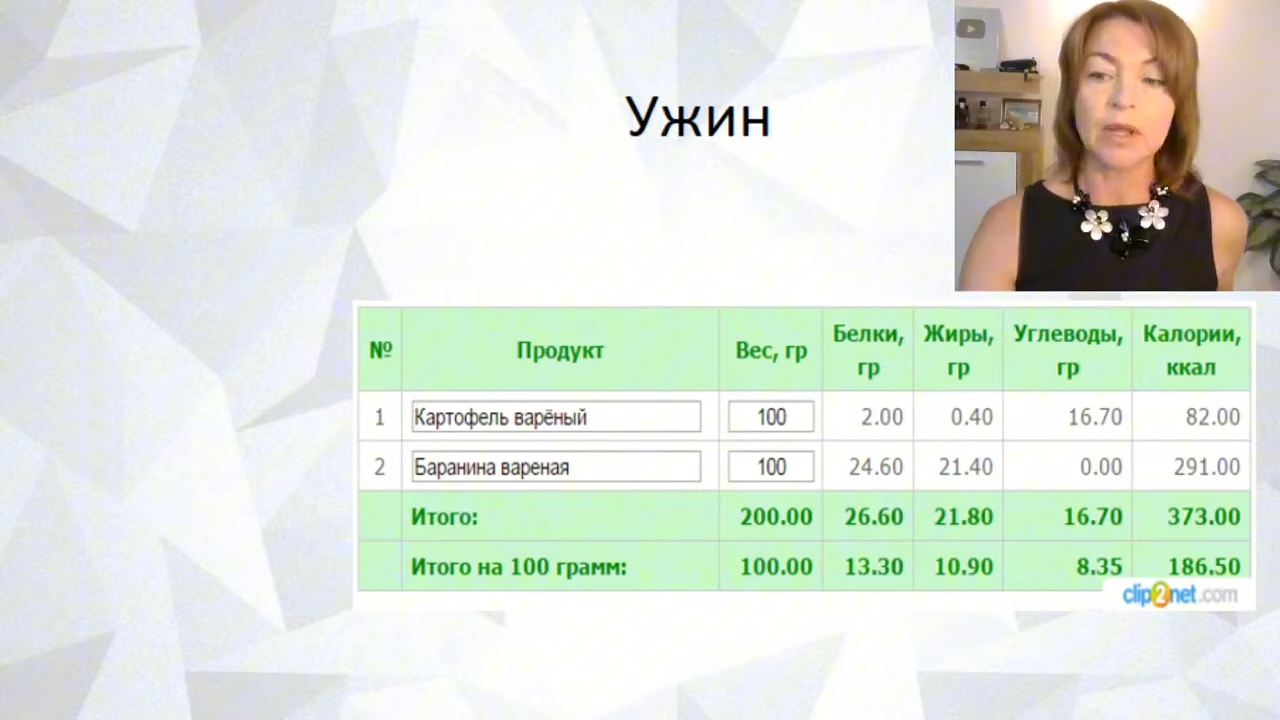 Ужин
№ Продукт Вес, гр Белки, гр Жиры, гр Углеводы, гр Калории, ккал
1 Картофель варёный 100 2.00 0.40 16.70 82.00
2 Баранина вареная 100 24.60 21.40 0.00 291.00
Итого: 200.00 26.60 21.80 16.70 373.00
Итого на 100 грамм: 100.00 13.30 10.90 8.35 186.50
clip2net.com